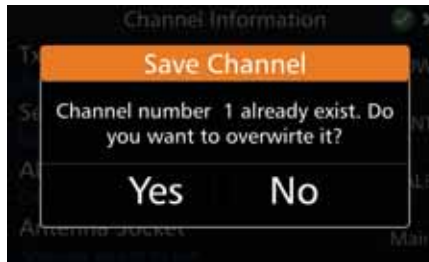 Channel Information
Save Channel
Channel number 1 already exist. Do
you want to overwirte it?
Yes No
Antenna Socket
Main